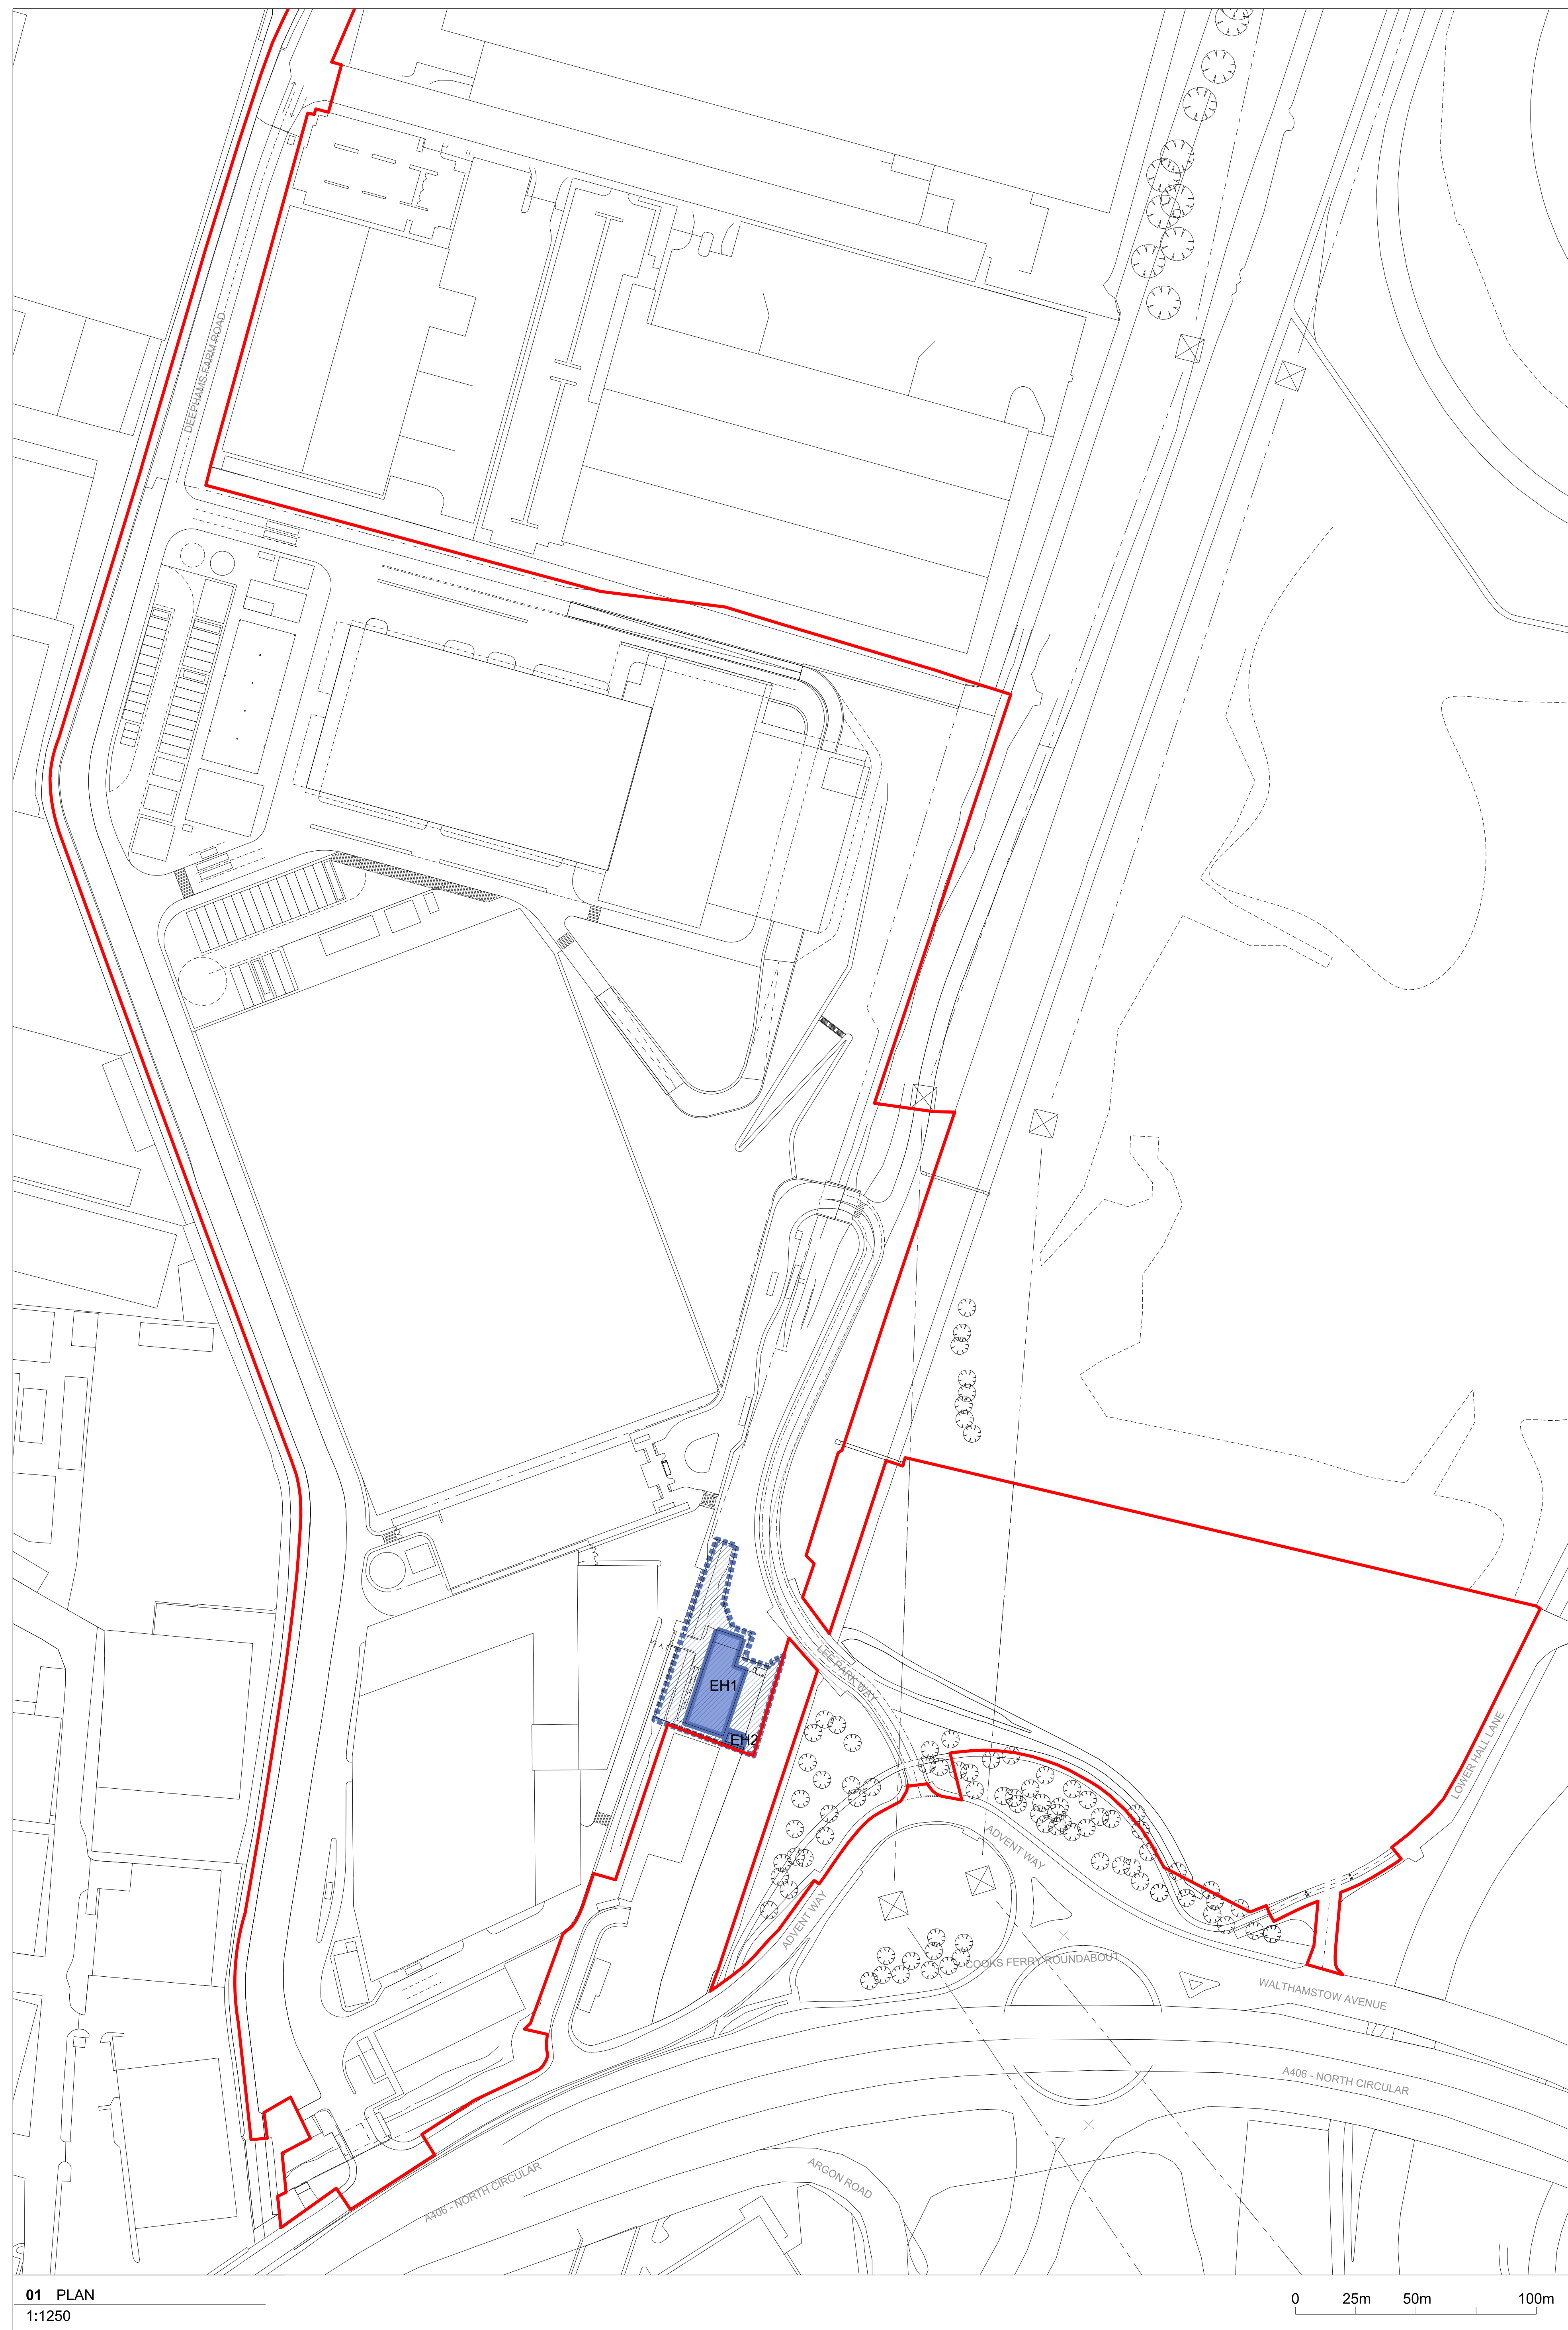 DEEPHAMS FARM ROAD
LEE PARK WAY
EH1
EH2
LOWER HALL LANE
ADVENT WAY
ADVENT WAY
COOKS FERRY ROUNDABOUT
WALTHAMSTOW AVENUE
A406 - NORTH CIRCULAR
ARGON ROAD
A406 - NORTH CIRCULAR
01 PLAN
1:1250
0 25m 50m 100m